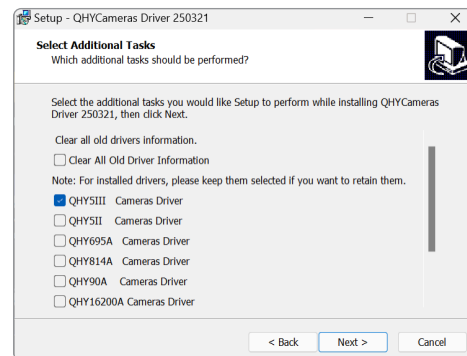 Setup - QHYCameras Driver 250321
Select Additional Tasks
Which additional tasks should be performed?
Select the additional tasks you would like Setup to perform while installing QHYCameras
Driver 250321, then click Next.
Clear all old drivers information.
Clear All Old Driver Information
Note: For installed drivers, please keep them selected if you want to retain them.
QHY5III Cameras Driver
QHY5II Cameras Driver
QHY695A Cameras Driver
QHY814A Cameras Driver
QHY90A Cameras Driver
QHY16200A Cameras Driver
< Back Next > Cancel